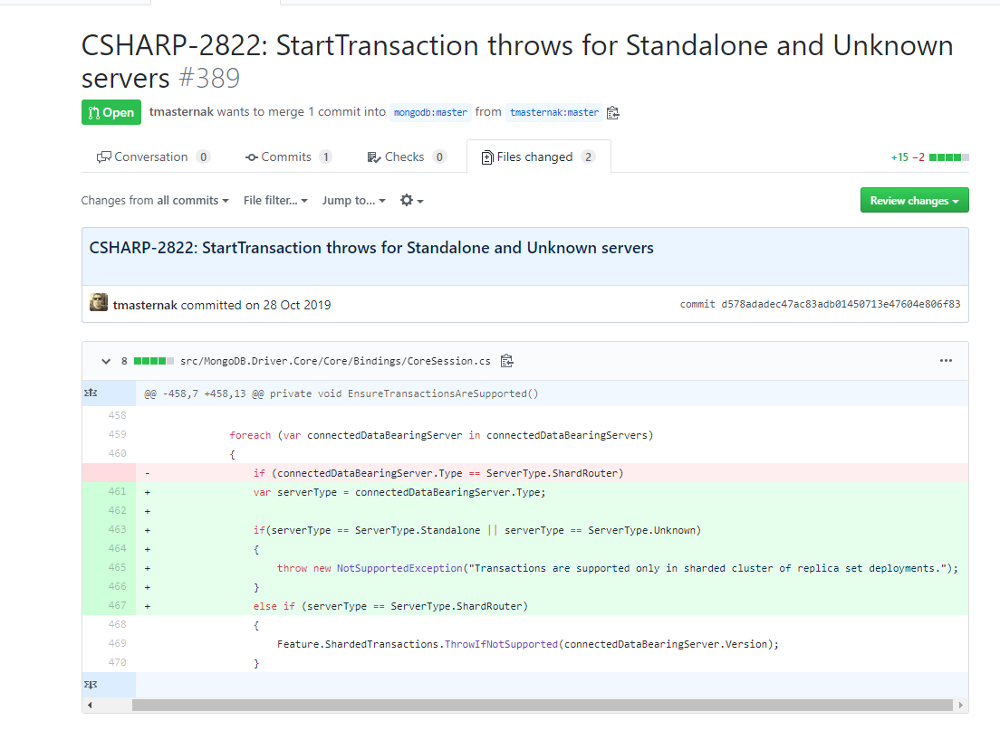 CSHARP-2822: StartTransaction throws for Standalone and Unknown
servers #389
Open tmasternak wants to merge 1 commit into mongodb:master from tmasternak:master
Conversation 0 Commits 1 Checks 0 Files changed 2 +15 −2
Changes from all commits File filter... Jump to... Review changes
CSHARP-2822: StartTransaction throws for Standalone and Unknown servers
tmasternak committed on 28 Oct 2019 commit d578adadec47ac83adb01450713e47604e806f83
8 src/MongoDB.Driver.Core/Core/Bindings/CoreSession.cs ...
@@ -458,7 +458,13 @@ private void EnsureTransactionsAreSupported()
458
459 foreach (var connectedDataBearingServer in connectedDataBearingServers)
460 {
- if (connectedDataBearingServer.Type == ServerType.ShardRouter)
461 + var serverType = connectedDataBearingServer.Type;
462 +
463 + if(serverType == ServerType.Standalone || serverType == ServerType.Unknown)
464 + {
465 + throw new NotSupportedException("Transactions are supported only in sharded cluster of replica set deployments.");
466 + }
467 + else if (serverType == ServerType.ShardRouter)
468 {
469 Feature.ShardedTransactions.ThrowIfNotSupported(connectedDataBearingServer.Version);
470 }